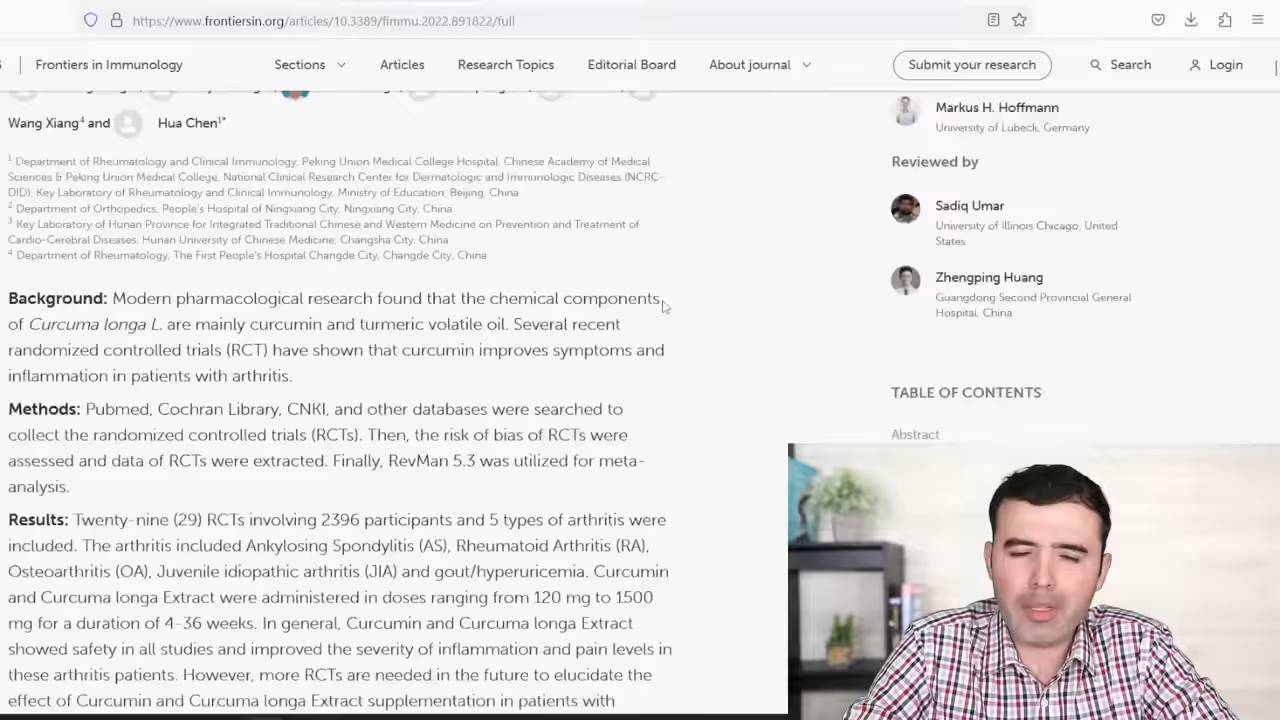 https://www.frontiersin.org/articles/10.3389/fimmu.2022.891822/full
Frontiers in Immunology Sections Articles Research Topics Editorial Board About journal Submit your research Search Login
Wang Xiang4 and Hua Chen1*
1 Department of Rheumatology and Clinical Immunology, Peking Union Medical College Hospital, Chinese Academy of Medical
Sciences & Peking Union Medical College, National Clinical Research Center for Dermatologic and Immunologic Diseases (NCRC-
DID), Key Laboratory of Rheumatology and Clinical Immunology, Ministry of Education, Beijing, China
2 Department of Orthopedics, People's Hospital of Ningxiang City, Ningxiang City, China
3 Key Laboratory of Hunan Province for Integrated Traditional Chinese and Western Medicine on Prevention and Treatment of
Cardio-Cerebral Diseases, Hunan University of Chinese Medicine, Changsha City, China
4 Department of Rheumatology, The First People's Hospital Changde City, Changde City, China
Background: Modern pharmacological research found that the chemical components
of Curcuma longa L. are mainly curcumin and turmeric volatile oil. Several recent
randomized controlled trials (RCT) have shown that curcumin improves symptoms and
inflammation in patients with arthritis.
Methods: Pubmed, Cochran Library, CNKI, and other databases were searched to
collect the randomized controlled trials (RCTs). Then, the risk of bias of RCTs were
assessed and data of RCTs were extracted. Finally, RevMan 5.3 was utilized for meta-
analysis.
Results: Twenty-nine (29) RCTs involving 2396 participants and 5 types of arthritis were
included. The arthritis included Ankylosing Spondylitis (AS), Rheumatoid Arthritis (RA),
Osteoarthritis (OA), Juvenile idiopathic arthritis (JIA) and gout/hyperuricemia. Curcumin
and Curcuma longa Extract were administered in doses ranging from 120 mg to 1500
mg for a duration of 4-36 weeks. In general, Curcumin and Curcuma longa Extract
showed safety in all studies and improved the severity of inflammation and pain levels in
these arthritis patients. However, more RCTs are needed in the future to elucidate the
effect of Curcumin and Curcuma longa Extract supplementation in patients with
Markus H. Hoffmann
University of Lubeck, Germany
Reviewed by
Sadiq Umar
University of Illinois Chicago, United
States
Zhengping Huang
Guangdong Second Provincial General
Hospital, China
TABLE OF CONTENTS
Abstract